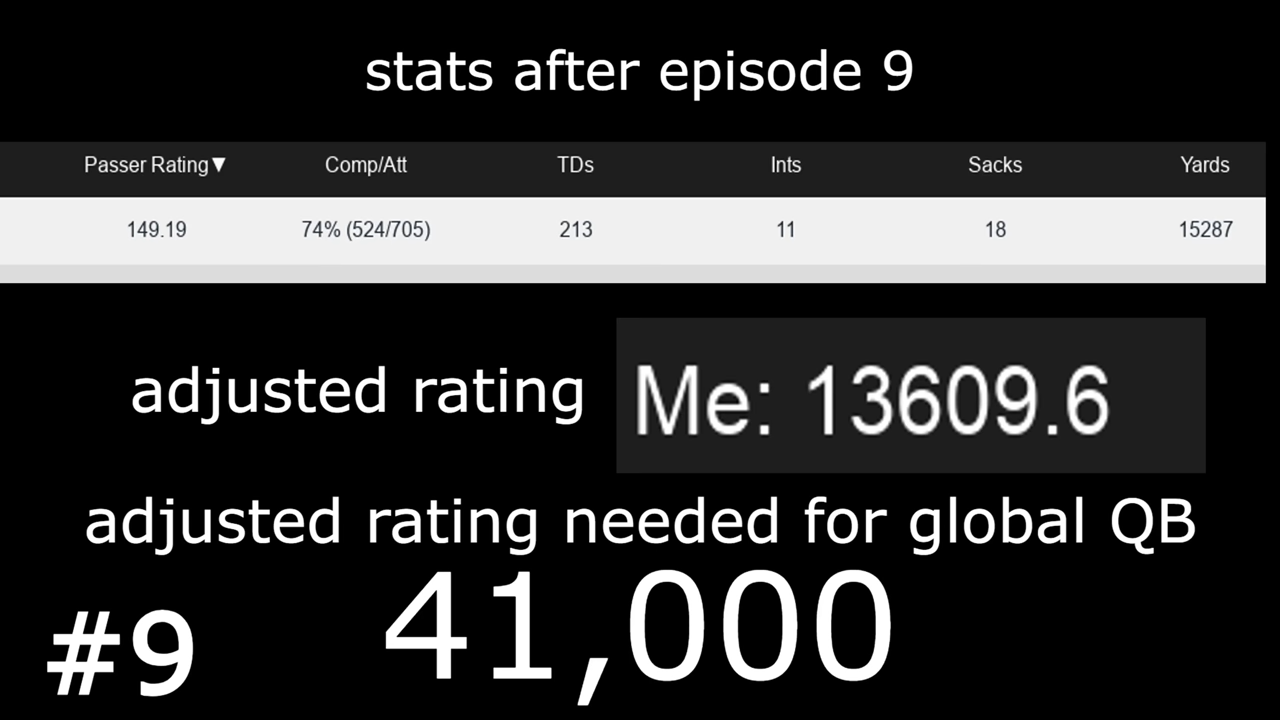 stats after episode 9
Passer Rating▼ Comp/Att TDs Ints Sacks Yards
149.19 74% (524/705) 213 11 18 15287
adjusted rating Me: 13609.6
adjusted rating needed for global QB
#9 41,000